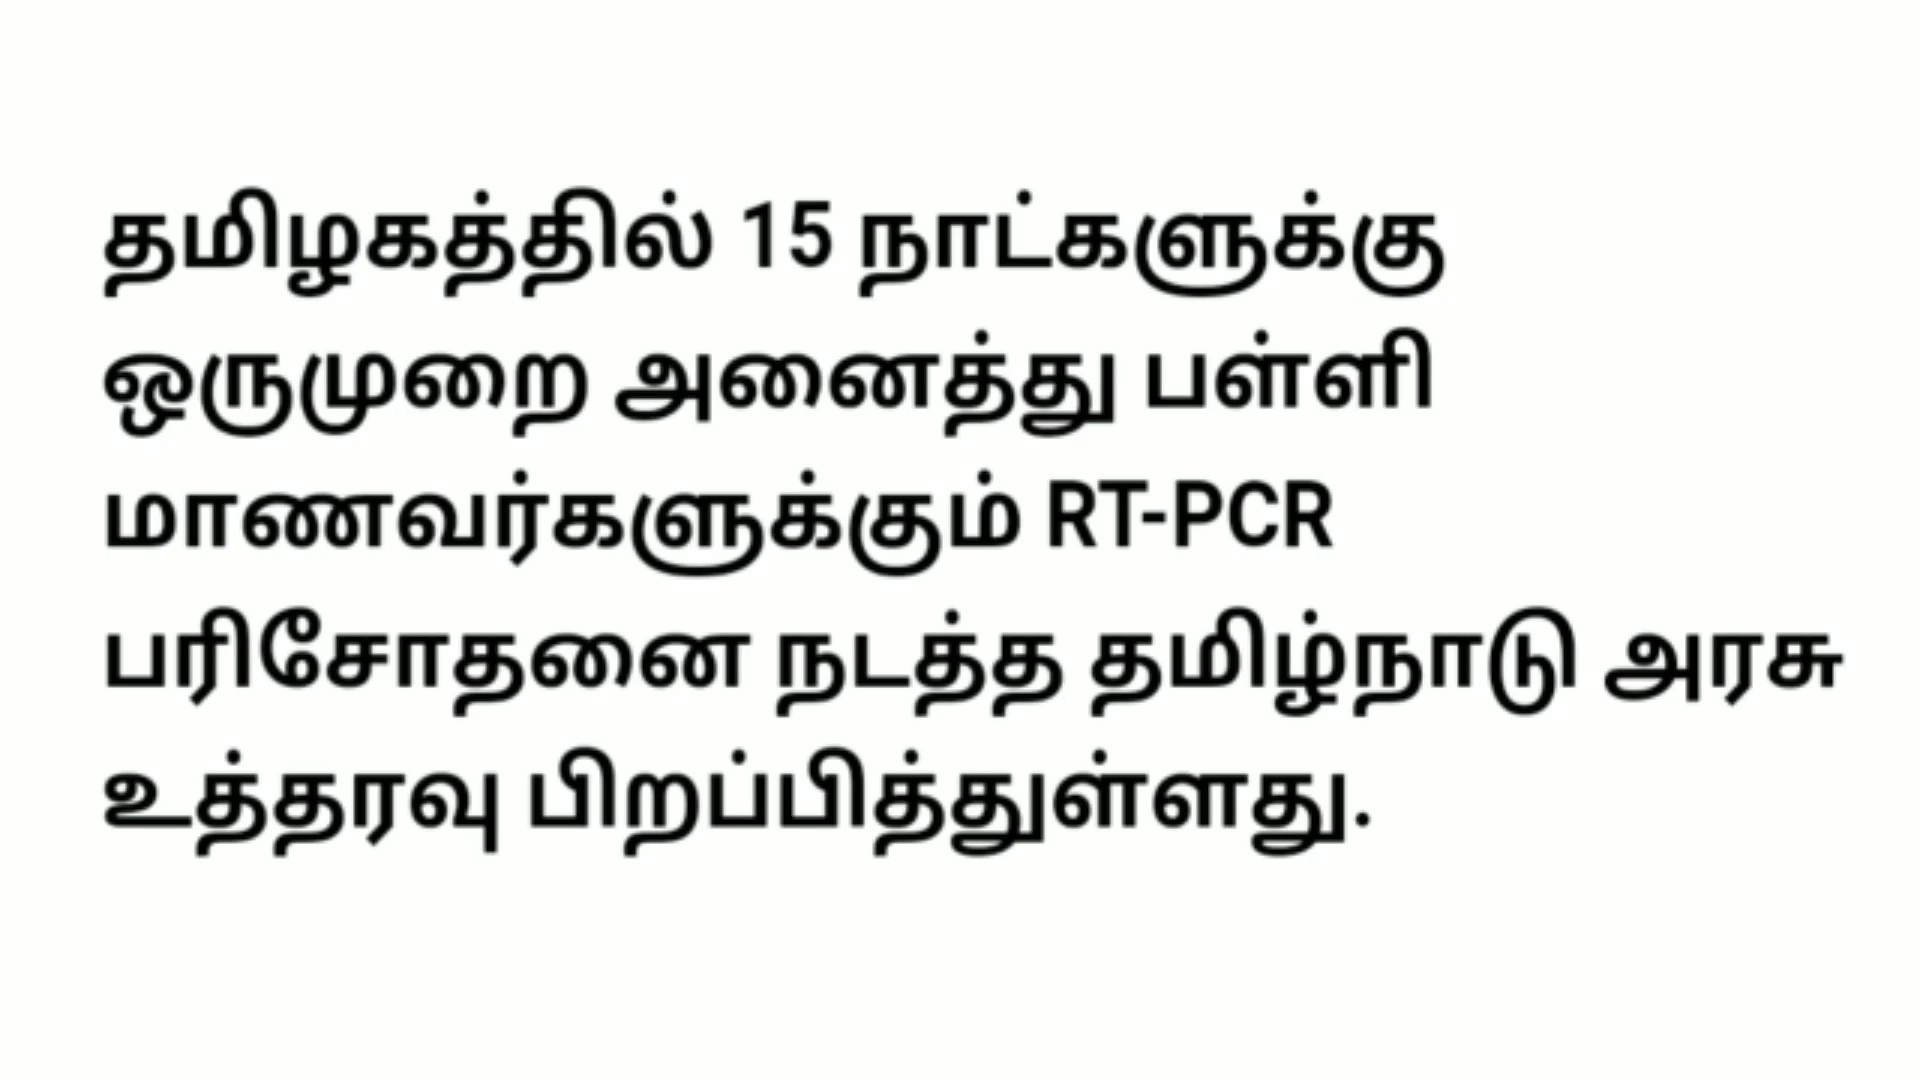 தமிழகத்தில் 15 நாட்களுக்கு
ஒருமுறை அனைத்து பள்ளி
மாணவர்களுக்கும் RT-PCR
பரிசோதனை நடத்த தமிழ்நாடு அரசு
உத்தரவு பிறப்பித்துள்ளது.